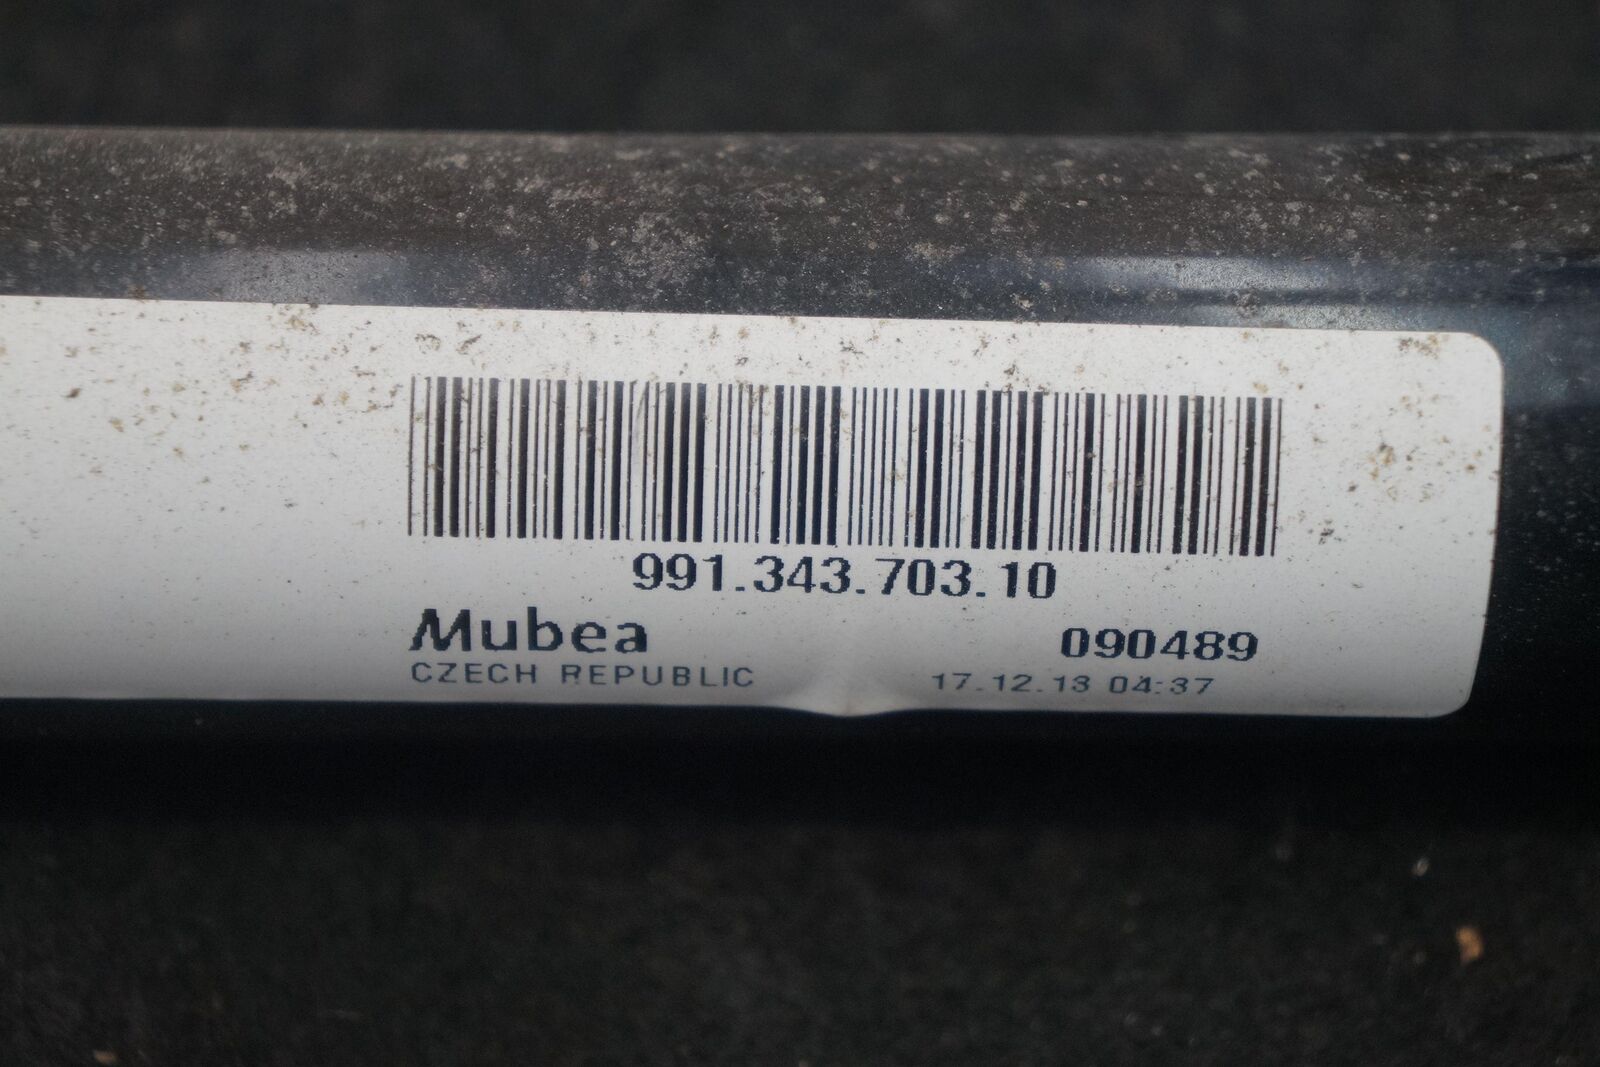 991.343.703.10
Mubea 090489
CZECH REPUBLIC 17.12.13 04:37